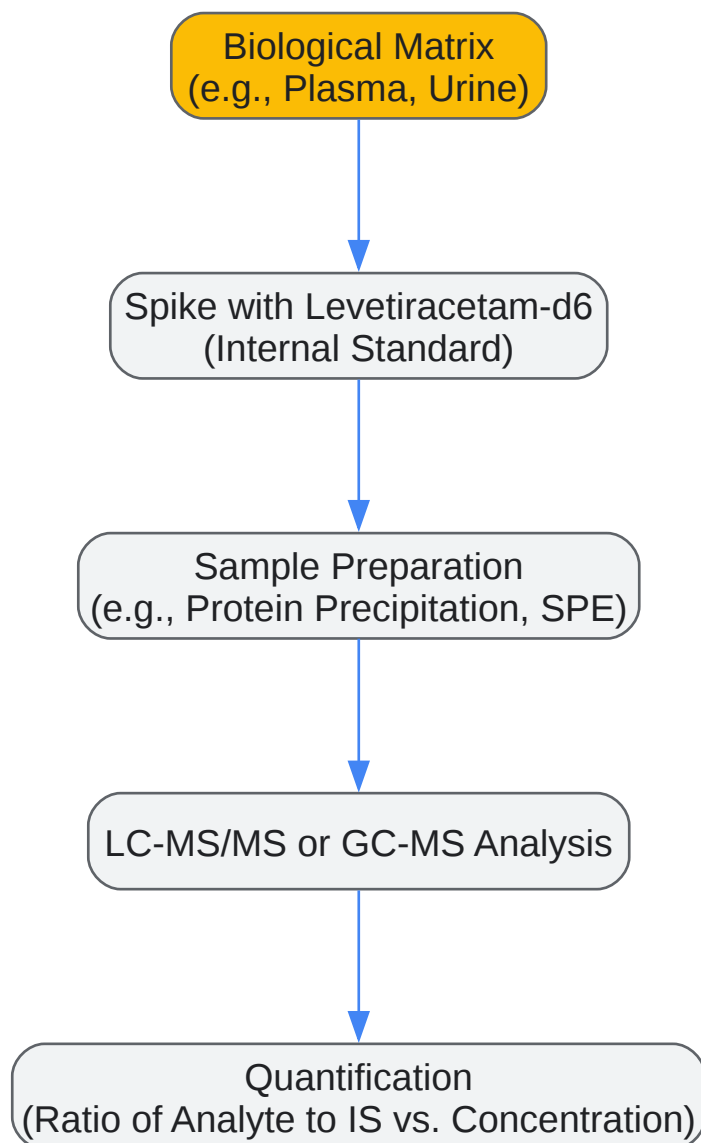 Biological Matrix
(e.g., Plasma, Urine)
Spike with Levetiracetam-d6
(Internal Standard)
Sample Preparation
(e.g., Protein Precipitation, SPE)
LC-MS/MS or GC-MS Analysis
Quantification
(Ratio of Analyte to IS vs. Concentration)